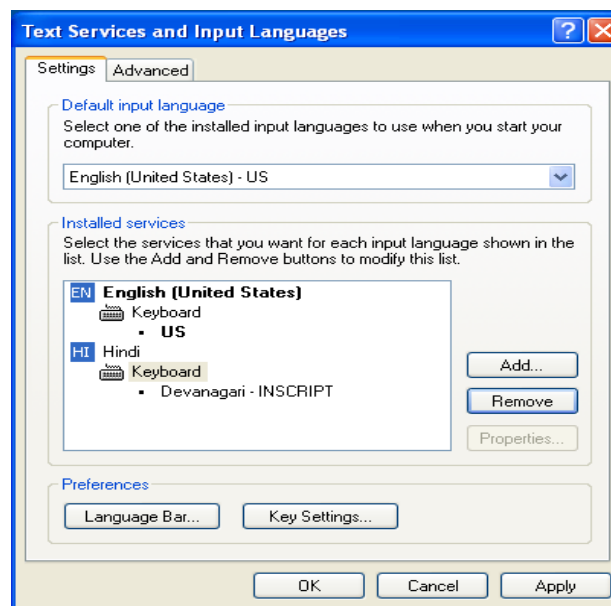 Text Services and Input Languages
Settings Advanced
Default input language
Select one of the installed input languages to use when you start your
computer.
English (United States) - US
Installed services
Select the services that you want for each input language shown in the
list. Use the Add and Remove buttons to modify this list.
EN English (United States)
Keyboard
• US
HI Hindi
Keyboard
• Devanagari - INSCRIPT
Add...
Remove
Properties...
Preferences
Language Bar... Key Settings...
OK Cancel Apply